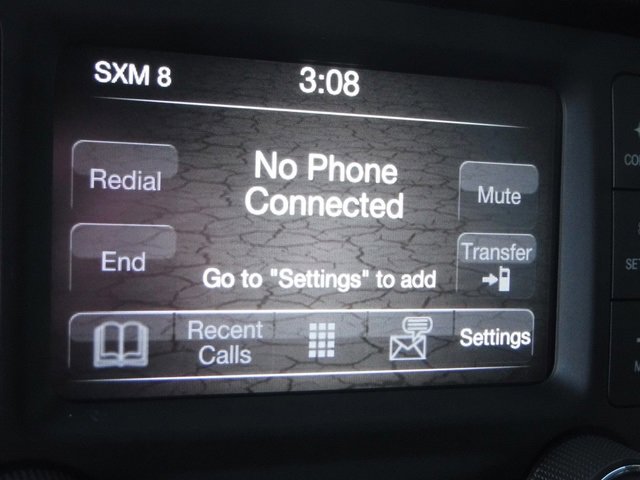 SXM 8 3:08
Redial
No Phone
Connected
Mute
End
Transfer
Go to "Settings" to add
Recent
Calls
Settings